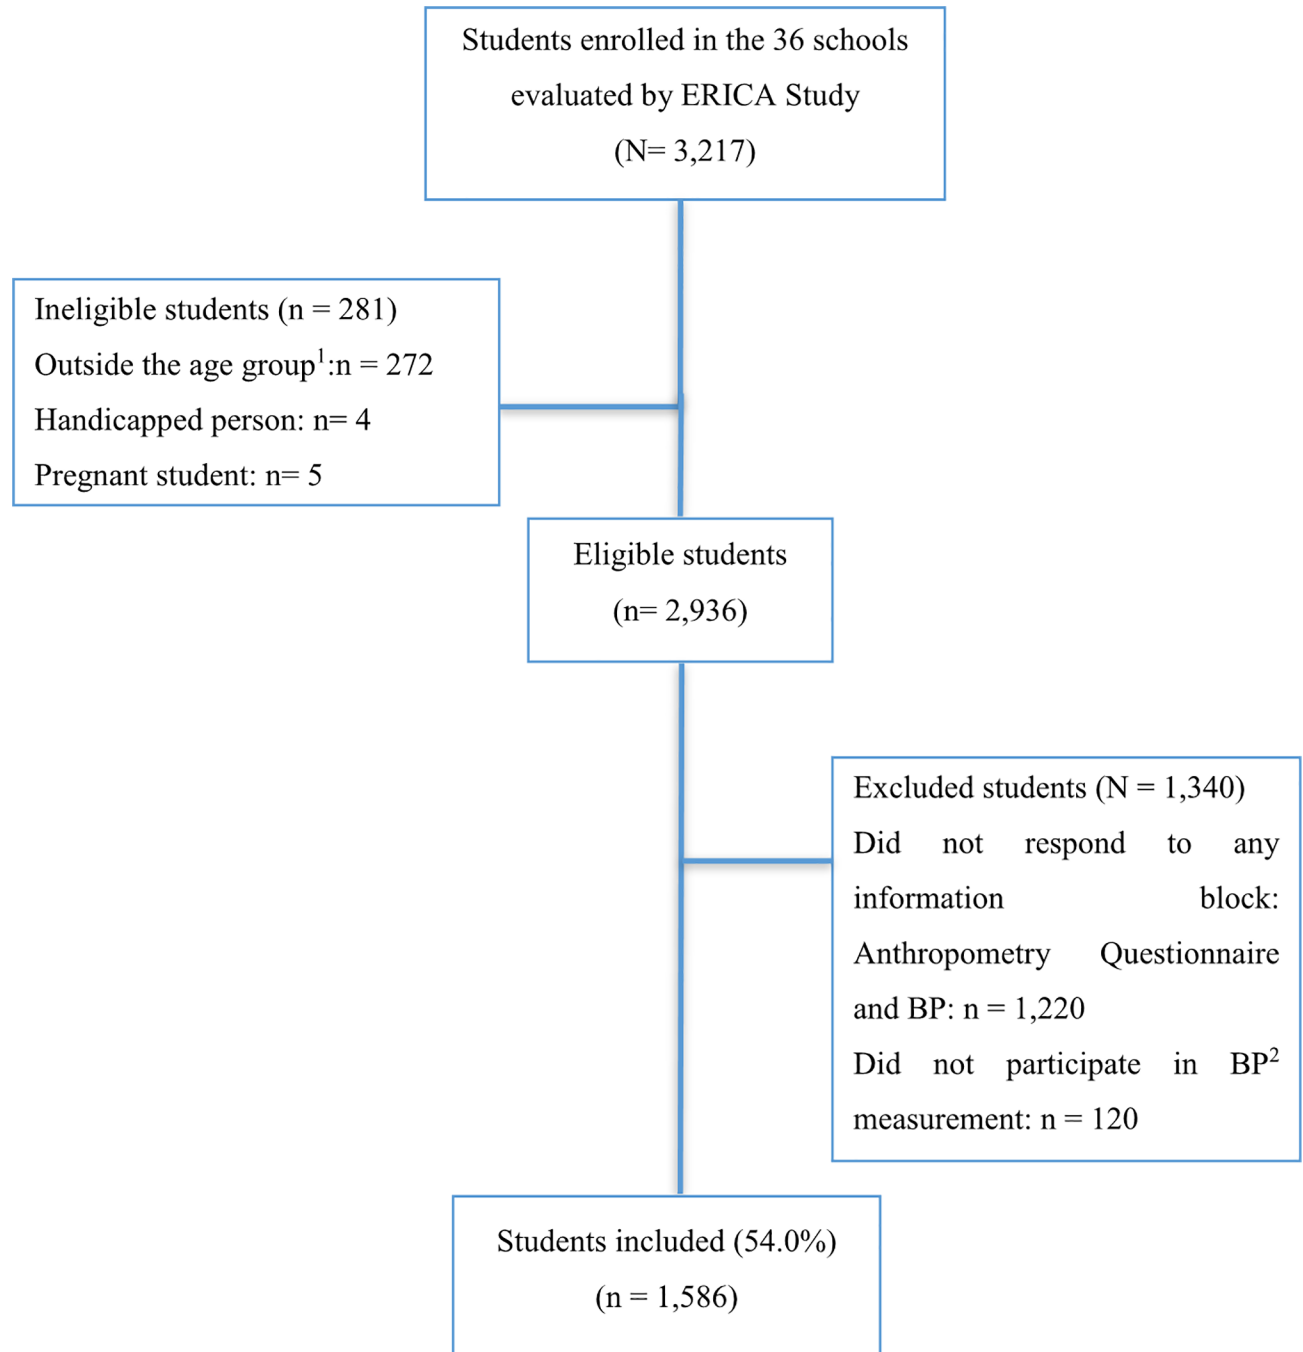 Students enrolled in the 36 schools
evaluated by ERICA Study
(N= 3,217)
Ineligible students (n = 281)
Outside the age group¹:n = 272
Handicapped person: n= 4
Pregnant student: n= 5
Eligible students
(n= 2,936)
Excluded students (N = 1,340)
Did not respond to any
information block:
Anthropometry Questionnaire
and BP: n = 1,220
Did not participate in BP²
measurement: n = 120
Students included (54.0%)
(n = 1,586)